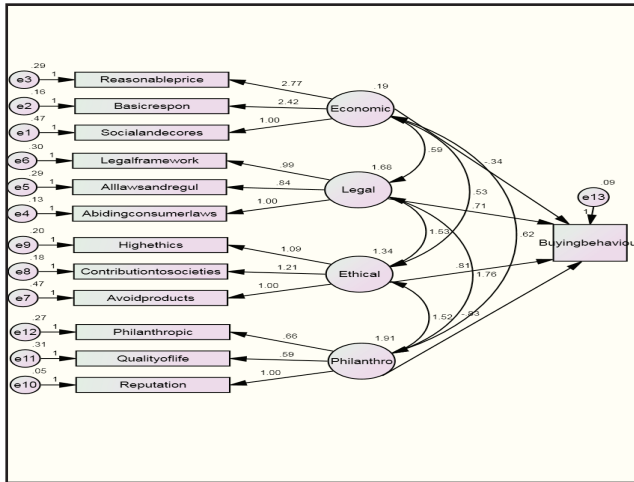 .29
e3 1 Reasonableprice 2.77
.16
e2 1 Basicrespon 2.42
.47
e1 1 Socialandecores 1.00
.19
Economic
.30
e6 1 Legalframework .99
.29
e5 1 Alllawsandregul .84
.13
e4 1 Abidingconsumerlaws 1.00
1.68
Legal
.20
e9 1 Highethics 1.09
.18
e8 1 Contributiontosocieties 1.21
.47
e7 1 Avoidproducts 1.00
1.34
Ethical
.27
e12 1 Philanthropic .66
.31
e11 1 Qualityoflife .59
.05
e10 1 Reputation 1.00
1.91
Philanthro
.59
.53
.62
1.53
1.76
1.52
-.34
.71
.81
-.83
.09
e13
1
Buyingbehaviou